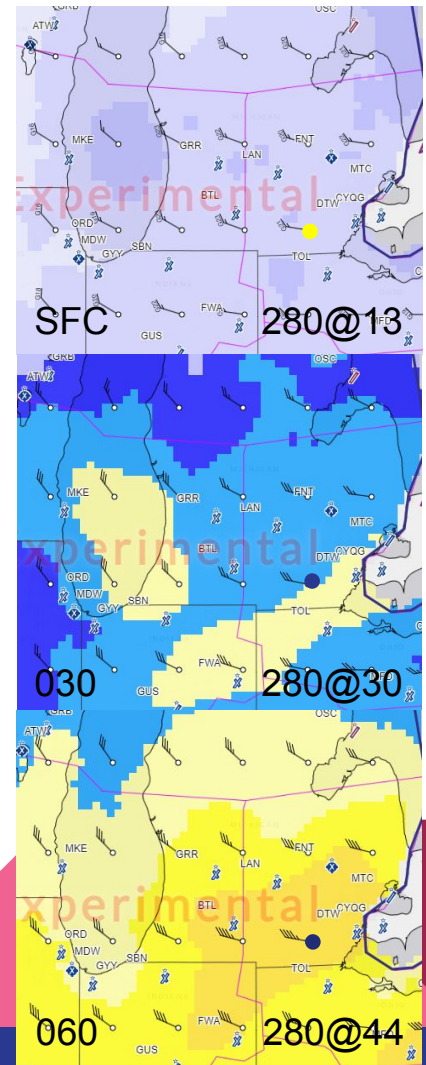 OSC
ATW
MKE
GRR
FNT
LAN
MTC
Experimental
BTL
DTW CYQG
ORD
MDW
SBN
GYY
TOL
FWA
SFC 280@13
GUS
GRB
OSC
ATW
MKE
GRR
FNT
LAN
MTC
xperimental
BTL
DTW CYQG
ORD
MDW
SBN
GYY
TOL
FWA
030 280@30
GUS
OSC
ATW
MKE
GRR
FNT
LAN
MTC
xperimental
BTL
DTW CYQG
ORD
MDW
SBN
GYY
TOL
FWA
060 280@44
GUS